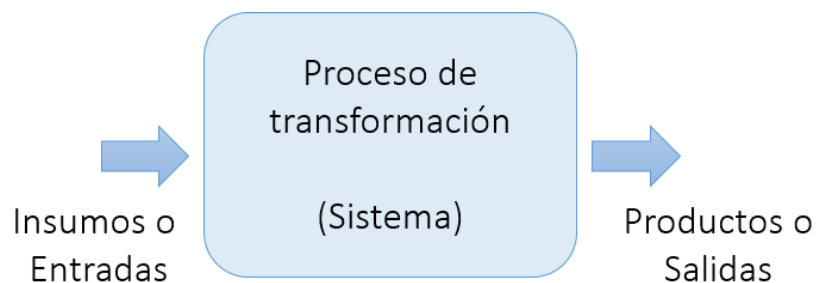 Proceso de
transformación
(Sistema)
Insumos o
Entradas
Productos o
Salidas